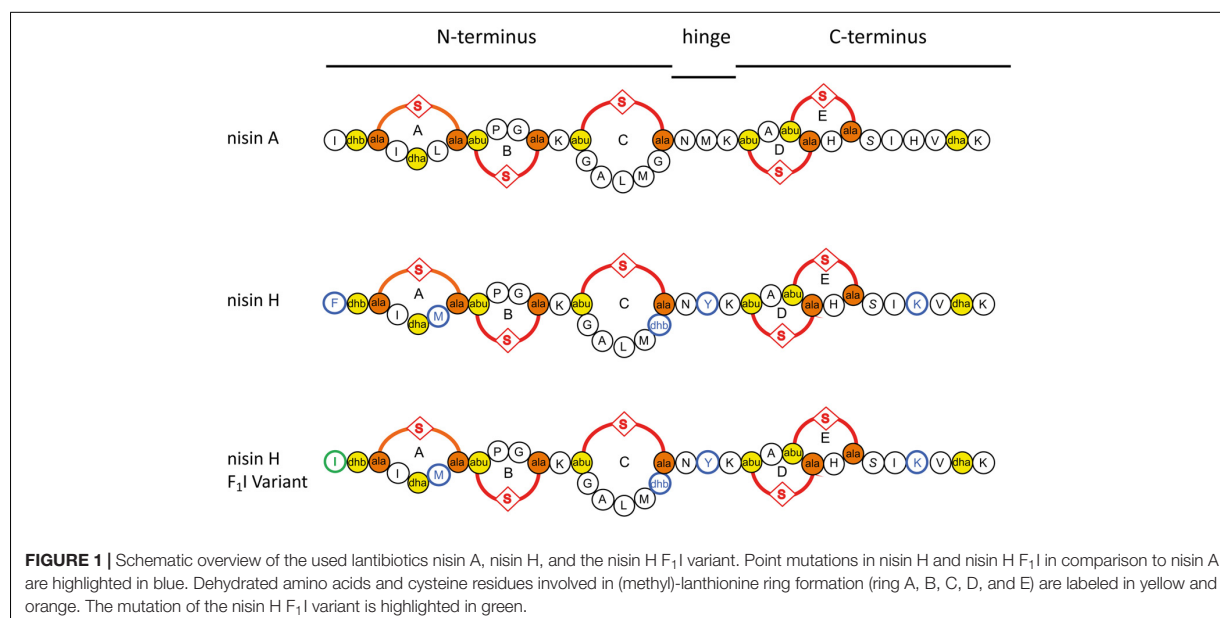 N-terminus hinge C-terminus
nisin A
I dhb ala I dha L ala abu P G ala K abu G A L M G ala N M K abu A abu ala H ala S I H V dha K
S A B S S C D S S E
nisin H
F dhb ala I dha M ala abu P G ala K abu G A L M dhb ala N Y K abu A abu ala H ala S I K V dha K
S A B S S C D S S E
nisin H
F₁I Variant
I dhb ala I dha M ala abu P G ala K abu G A L M dhb ala N Y K abu A abu ala H ala S I K V dha K
S A B S S C D S S E
FIGURE 1 | Schematic overview of the used lantibiotics nisin A, nisin H, and the nisin H F₁I variant. Point mutations in nisin H and nisin H F₁I in comparison to nisin A
are highlighted in blue. Dehydrated amino acids and cysteine residues involved in (methyl)-lanthionine ring formation (ring A, B, C, D, and E) are labeled in yellow and
orange. The mutation of the nisin H F₁I variant is highlighted in green.